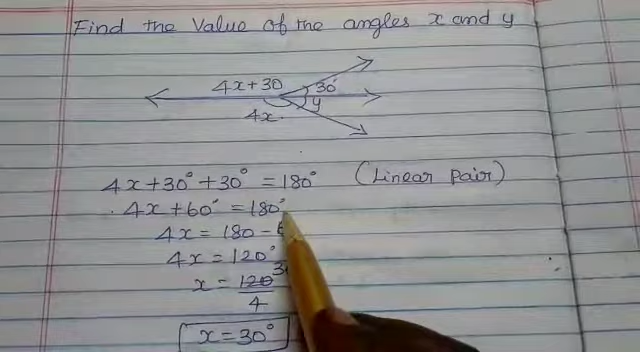 Find the Value of the angles x and y
4x+30 30°
4x y
4x+30°+30° = 180° (Linear pair)
4x+60° = 180°
4x = 180 -
4x = 120°
x = 120/4 30
x = 30°